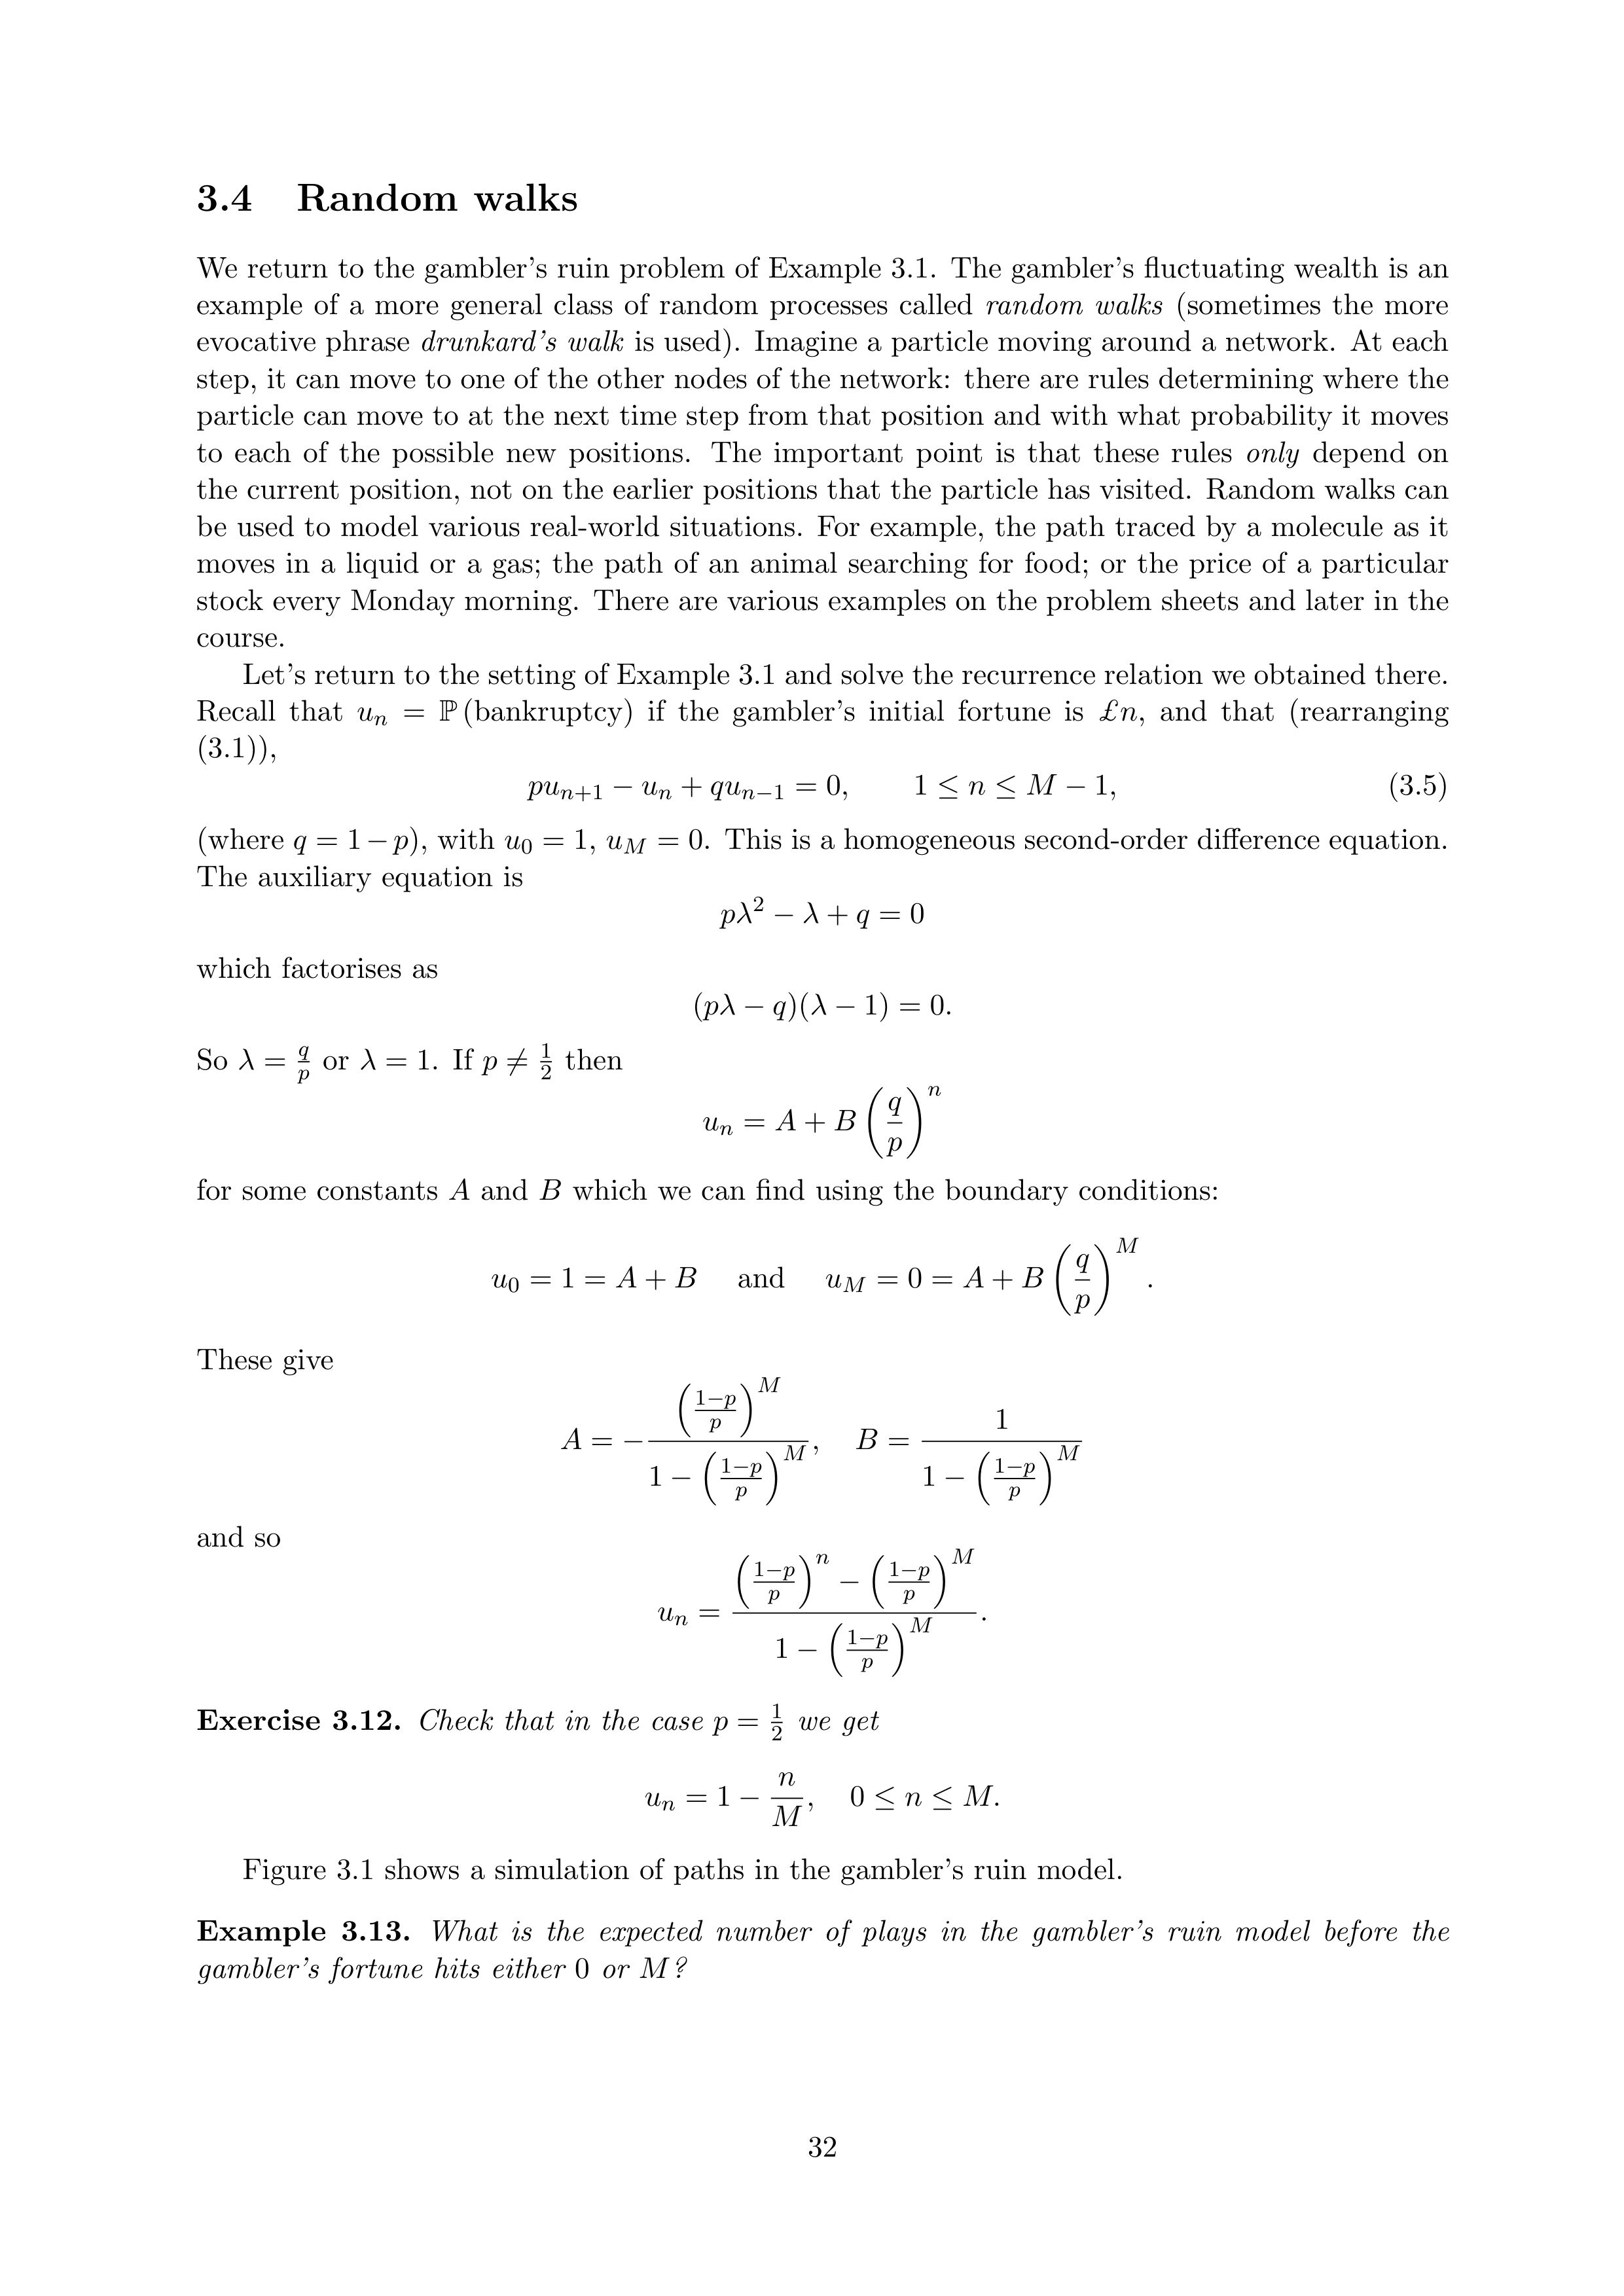 3.4 Random walks
We return to the gambler's ruin problem of Example 3.1. The gambler's fluctuating wealth is an
example of a more general class of random processes called random walks (sometimes the more
evocative phrase drunkard's walk is used). Imagine a particle moving around a network. At each
step, it can move to one of the other nodes of the network: there are rules determining where the
particle can move to at the next time step from that position and with what probability it moves
to each of the possible new positions. The important point is that these rules only depend on
the current position, not on the earlier positions that the particle has visited. Random walks can
be used to model various real-world situations. For example, the path traced by a molecule as it
moves in a liquid or a gas; the path of an animal searching for food; or the price of a particular
stock every Monday morning. There are various examples on the problem sheets and later in the
course.
Let's return to the setting of Example 3.1 and solve the recurrence relation we obtained there.
Recall that $u_n = \mathbb{P}(\text{bankruptcy})$ if the gambler's initial fortune is £$n$, and that (rearranging
(3.1)),
$pu_{n+1} - u_n + qu_{n-1} = 0, \quad 1 \leq n \leq M - 1,$ (3.5)
(where $q = 1 - p$), with $u_0 = 1$, $u_M = 0$. This is a homogeneous second-order difference equation.
The auxiliary equation is
$p\lambda^2 - \lambda + q = 0$
which factorises as
$(p\lambda - q)(\lambda - 1) = 0.$
So $\lambda = \frac{q}{p}$ or $\lambda = 1$. If $p \neq \frac{1}{2}$ then
$u_n = A + B\left(\frac{q}{p}\right)^n$
for some constants $A$ and $B$ which we can find using the boundary conditions:
$u_0 = 1 = A + B \quad \text{and} \quad u_M = 0 = A + B\left(\frac{q}{p}\right)^M.$
These give
$A = -\frac{\left(\frac{1-p}{p}\right)^M}{1 - \left(\frac{1-p}{p}\right)^M}, \quad B = \frac{1}{1 - \left(\frac{1-p}{p}\right)^M}$
and so
$u_n = \frac{\left(\frac{1-p}{p}\right)^n - \left(\frac{1-p}{p}\right)^M}{1 - \left(\frac{1-p}{p}\right)^M}.$
Exercise 3.12. Check that in the case $p = \frac{1}{2}$ we get
$u_n = 1 - \frac{n}{M}, \quad 0 \leq n \leq M.$
Figure 3.1 shows a simulation of paths in the gambler's ruin model.
Example 3.13. What is the expected number of plays in the gambler's ruin model before the
gambler's fortune hits either 0 or $M$?
32